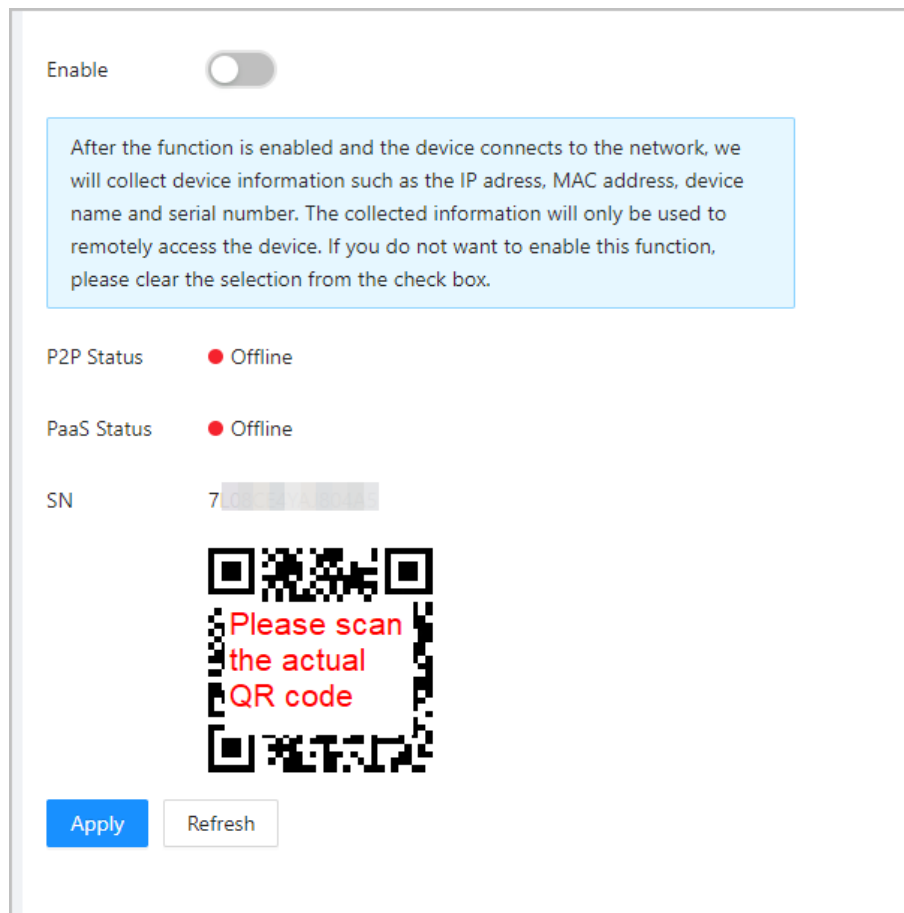 Enable
After the function is enabled and the device connects to the network, we
will collect device information such as the IP adress, MAC address, device
name and serial number. The collected information will only be used to
remotely access the device. If you do not want to enable this function,
please clear the selection from the check box.
P2P Status Offline
PaaS Status Offline
SN 7
Please scan
the actual
QR code
Apply Refresh